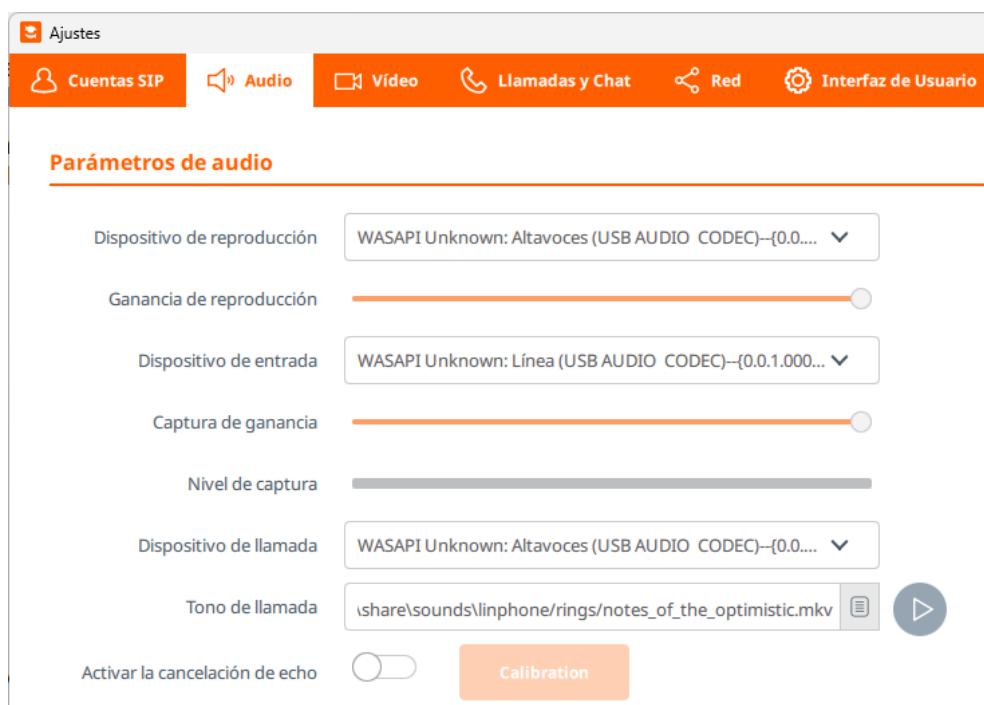 Ajustes
Cuentas SIP Audio Vídeo Llamadas y Chat Red Interfaz de Usuario
Parámetros de audio
Dispositivo de reproducción WASAPI Unknown: Altavoces (USB AUDIO CODEC)--{0.0....
Ganancia de reproducción
Dispositivo de entrada WASAPI Unknown: Línea (USB AUDIO CODEC)--{0.0.1.000...
Captura de ganancia
Nivel de captura
Dispositivo de llamada WASAPI Unknown: Altavoces (USB AUDIO CODEC)--{0.0....
Tono de llamada \share\sounds\linphone/rings/notes_of_the_optimistic.mkv
Activar la cancelación de echo Calibration